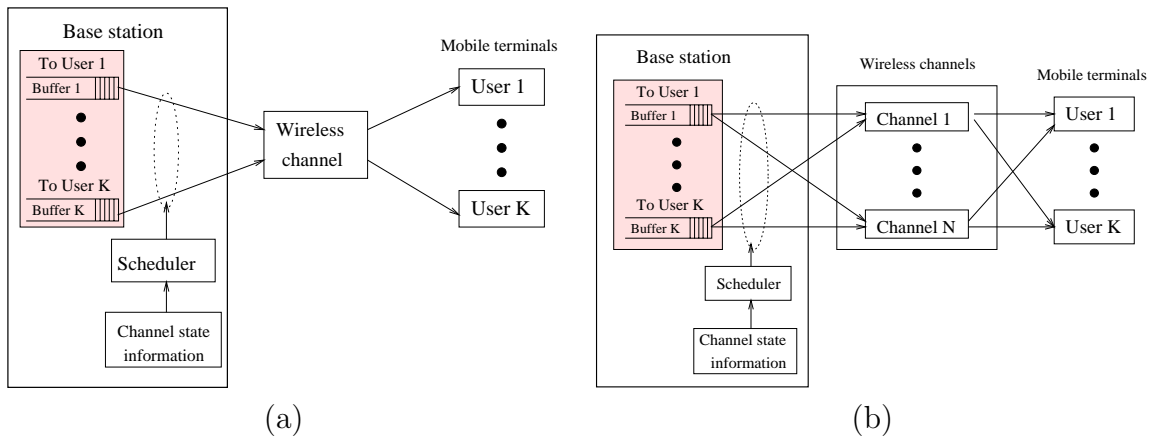 Base station
To User 1
Buffer 1
To User K
Buffer K
Scheduler
Channel state
information
Wireless
channel
Mobile terminals
User 1
User K
(a)
Base station
To User 1
Buffer 1
To User K
Buffer K
Scheduler
Channel state
information
Wireless channels
Channel 1
Channel N
Mobile terminals
User 1
User K
(b)